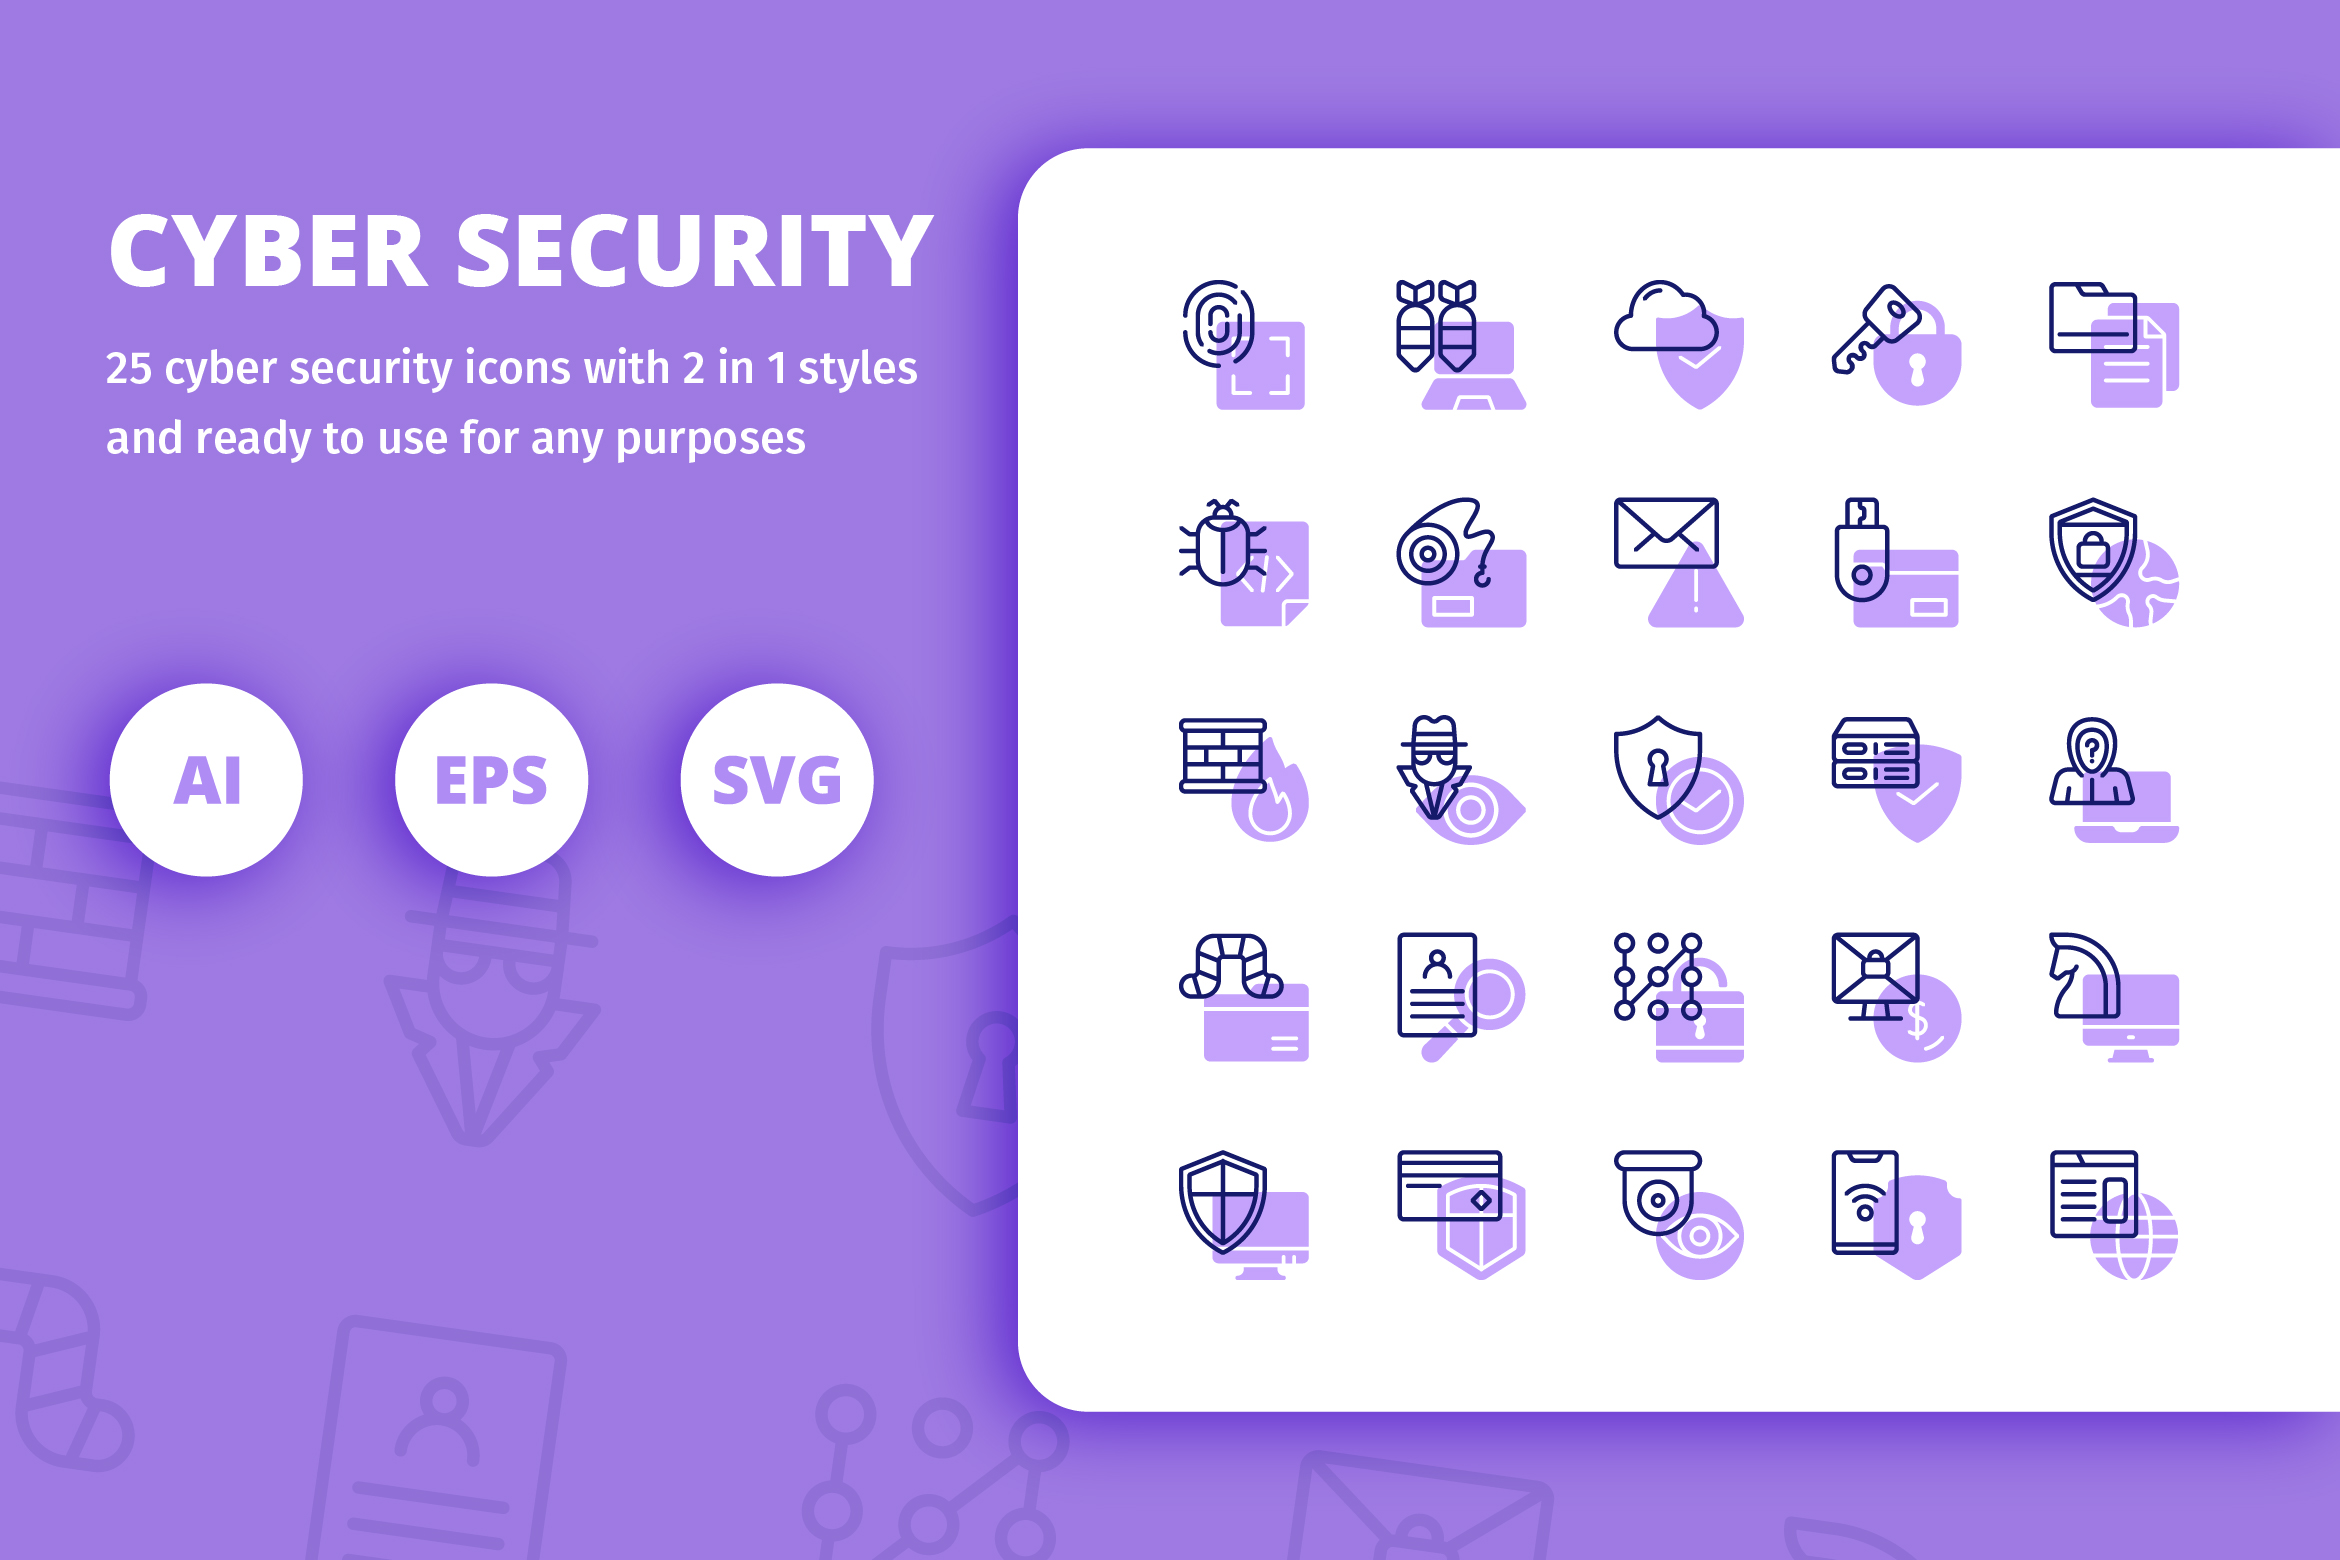 CYBER SECURITY
25 cyber security icons with 2 in 1 styles
and ready to use for any purposes
AI
EPS
SVG